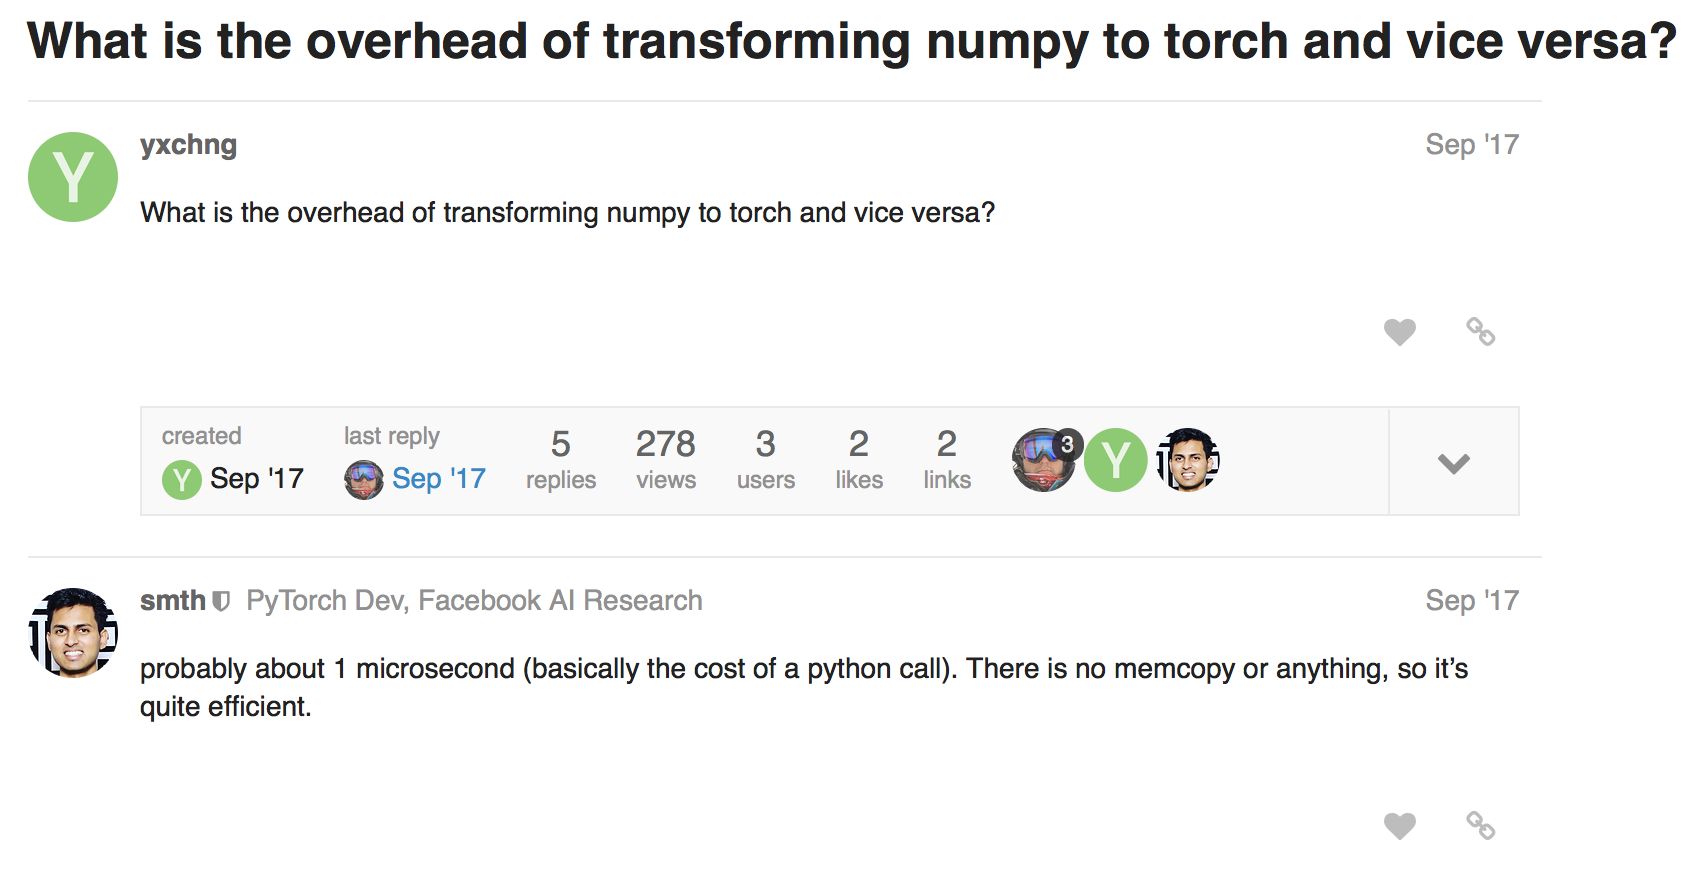 What is the overhead of transforming numpy to torch and vice versa?
Y
yxchng
Sep '17
What is the overhead of transforming numpy to torch and vice versa?
created
Y Sep '17
last reply
Sep '17
5
replies
278
views
3
users
2
likes
2
links
3
Y
smth PyTorch Dev, Facebook AI Research
Sep '17
probably about 1 microsecond (basically the cost of a python call). There is no memcopy or anything, so it’s
quite efficient.